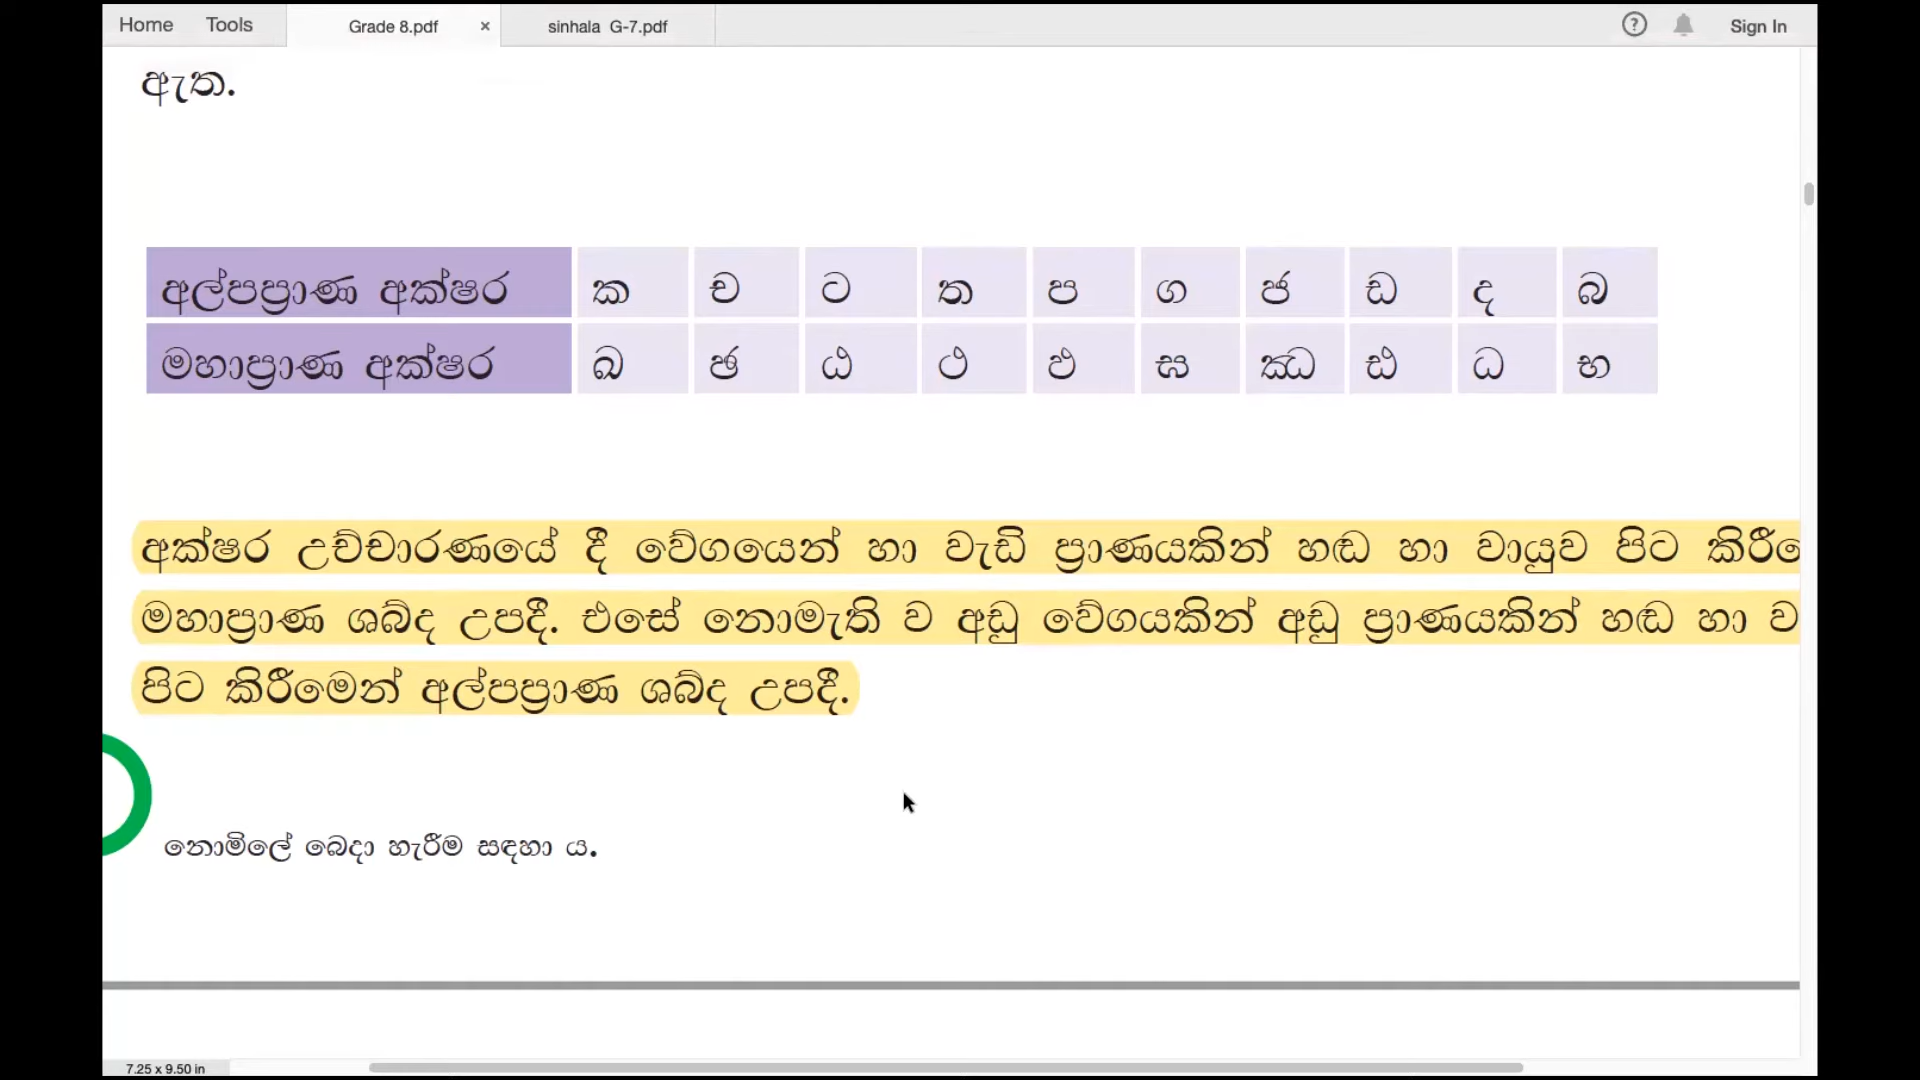 Home Tools Grade 8.pdf × sinhala G-7.pdf ? Sign In
ඇත.
අල්පප්‍රාණ අක්ෂර ක ච ට ත ප ග ජ ඩ ද බ
මහාප්‍රාණ අක්ෂර ඛ ඡ ඨ ථ ඵ ඝ ඣ ඪ ධ භ
අක්ෂර උච්චාරණයේ දී වේගයෙන් හා වැඩි ප්‍රාණයකින් හඬ හා වායුව පිට
මහාප්‍රාණ ශබ්ද උපදී. එසේ නොමැති ව අඩු වේගයකින් අඩු ප්‍රාණයකින් හඬ හා
පිට කිරීමෙන් අල්පප්‍රාණ ශබ්ද උපදී.
නොමිලේ බෙදා හැරීම සඳහා ය.
7.25 x 9.50 in